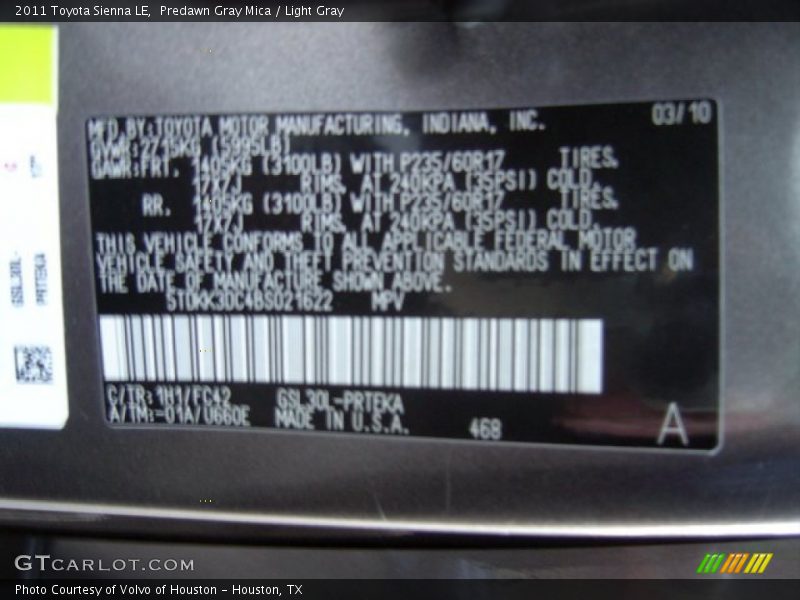 2011 Toyota Sienna LE,  Predawn Gray Mica / Light Gray
03/10
MFD BY:TOYOTA MOTOR MANUFACTURING, INDIANA, INC.
GVWR:2715KG (5995LB)
GAWR:FRT. 1405KG (3100LB) WITH P235/60R17 TIRES,
17X7J RIMS, AT 240KPA (35PSI) COLD,
RR. 1405KG (3100LB) WITH P235/60R17 TIRES,
17X7J RIMS, AT 240KPA (35PSI) COLD,
THIS VEHICLE CONFORMS TO ALL APPLICABLE FEDERAL MOTOR
VEHICLE SAFETY AND THEFT PREVENTION STANDARDS IN EFFECT ON
THE DATE OF MANUFACTURE SHOWN ABOVE.
5TDKK3DC4BS021622 MPV
C/TR:1H1/FC42 GSL30L-PRTEKA
A/TM:-01A/U660E MADE IN U.S.A. 468
A
GSL30L-
PRTEKA
GTCARLOT.COM
Photo Courtesy of Volvo of Houston - Houston, TX